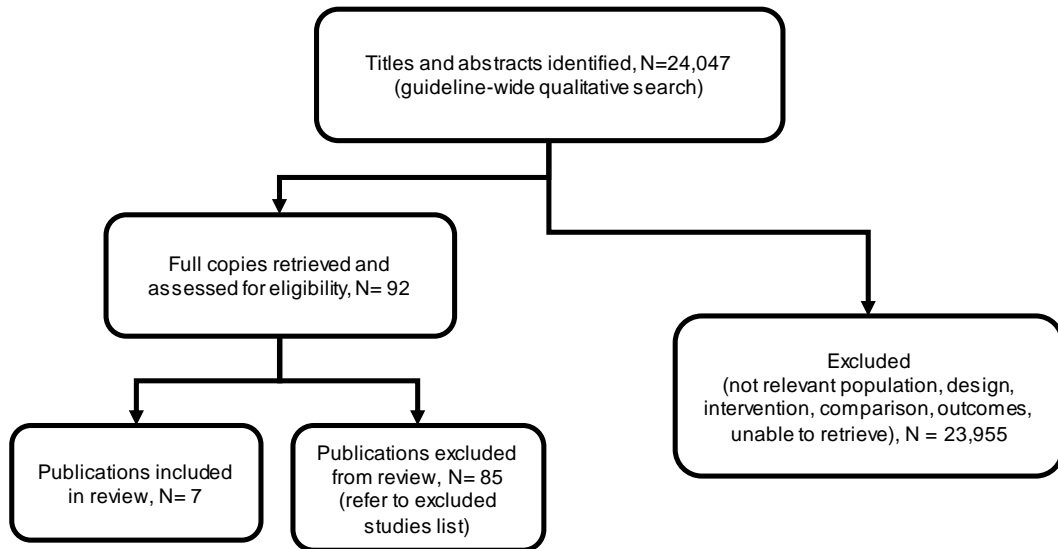 Titles and abstracts identified, N=24,047
(guideline-wide qualitative search)
Full copies retrieved and
assessed for eligibility, N= 92
Excluded
(not relevant population, design,
intervention, comparison, outcomes,
unable to retrieve), N = 23,955
Publications included
in review, N= 7
Publications excluded
from review, N= 85
(refer to excluded
studies list)